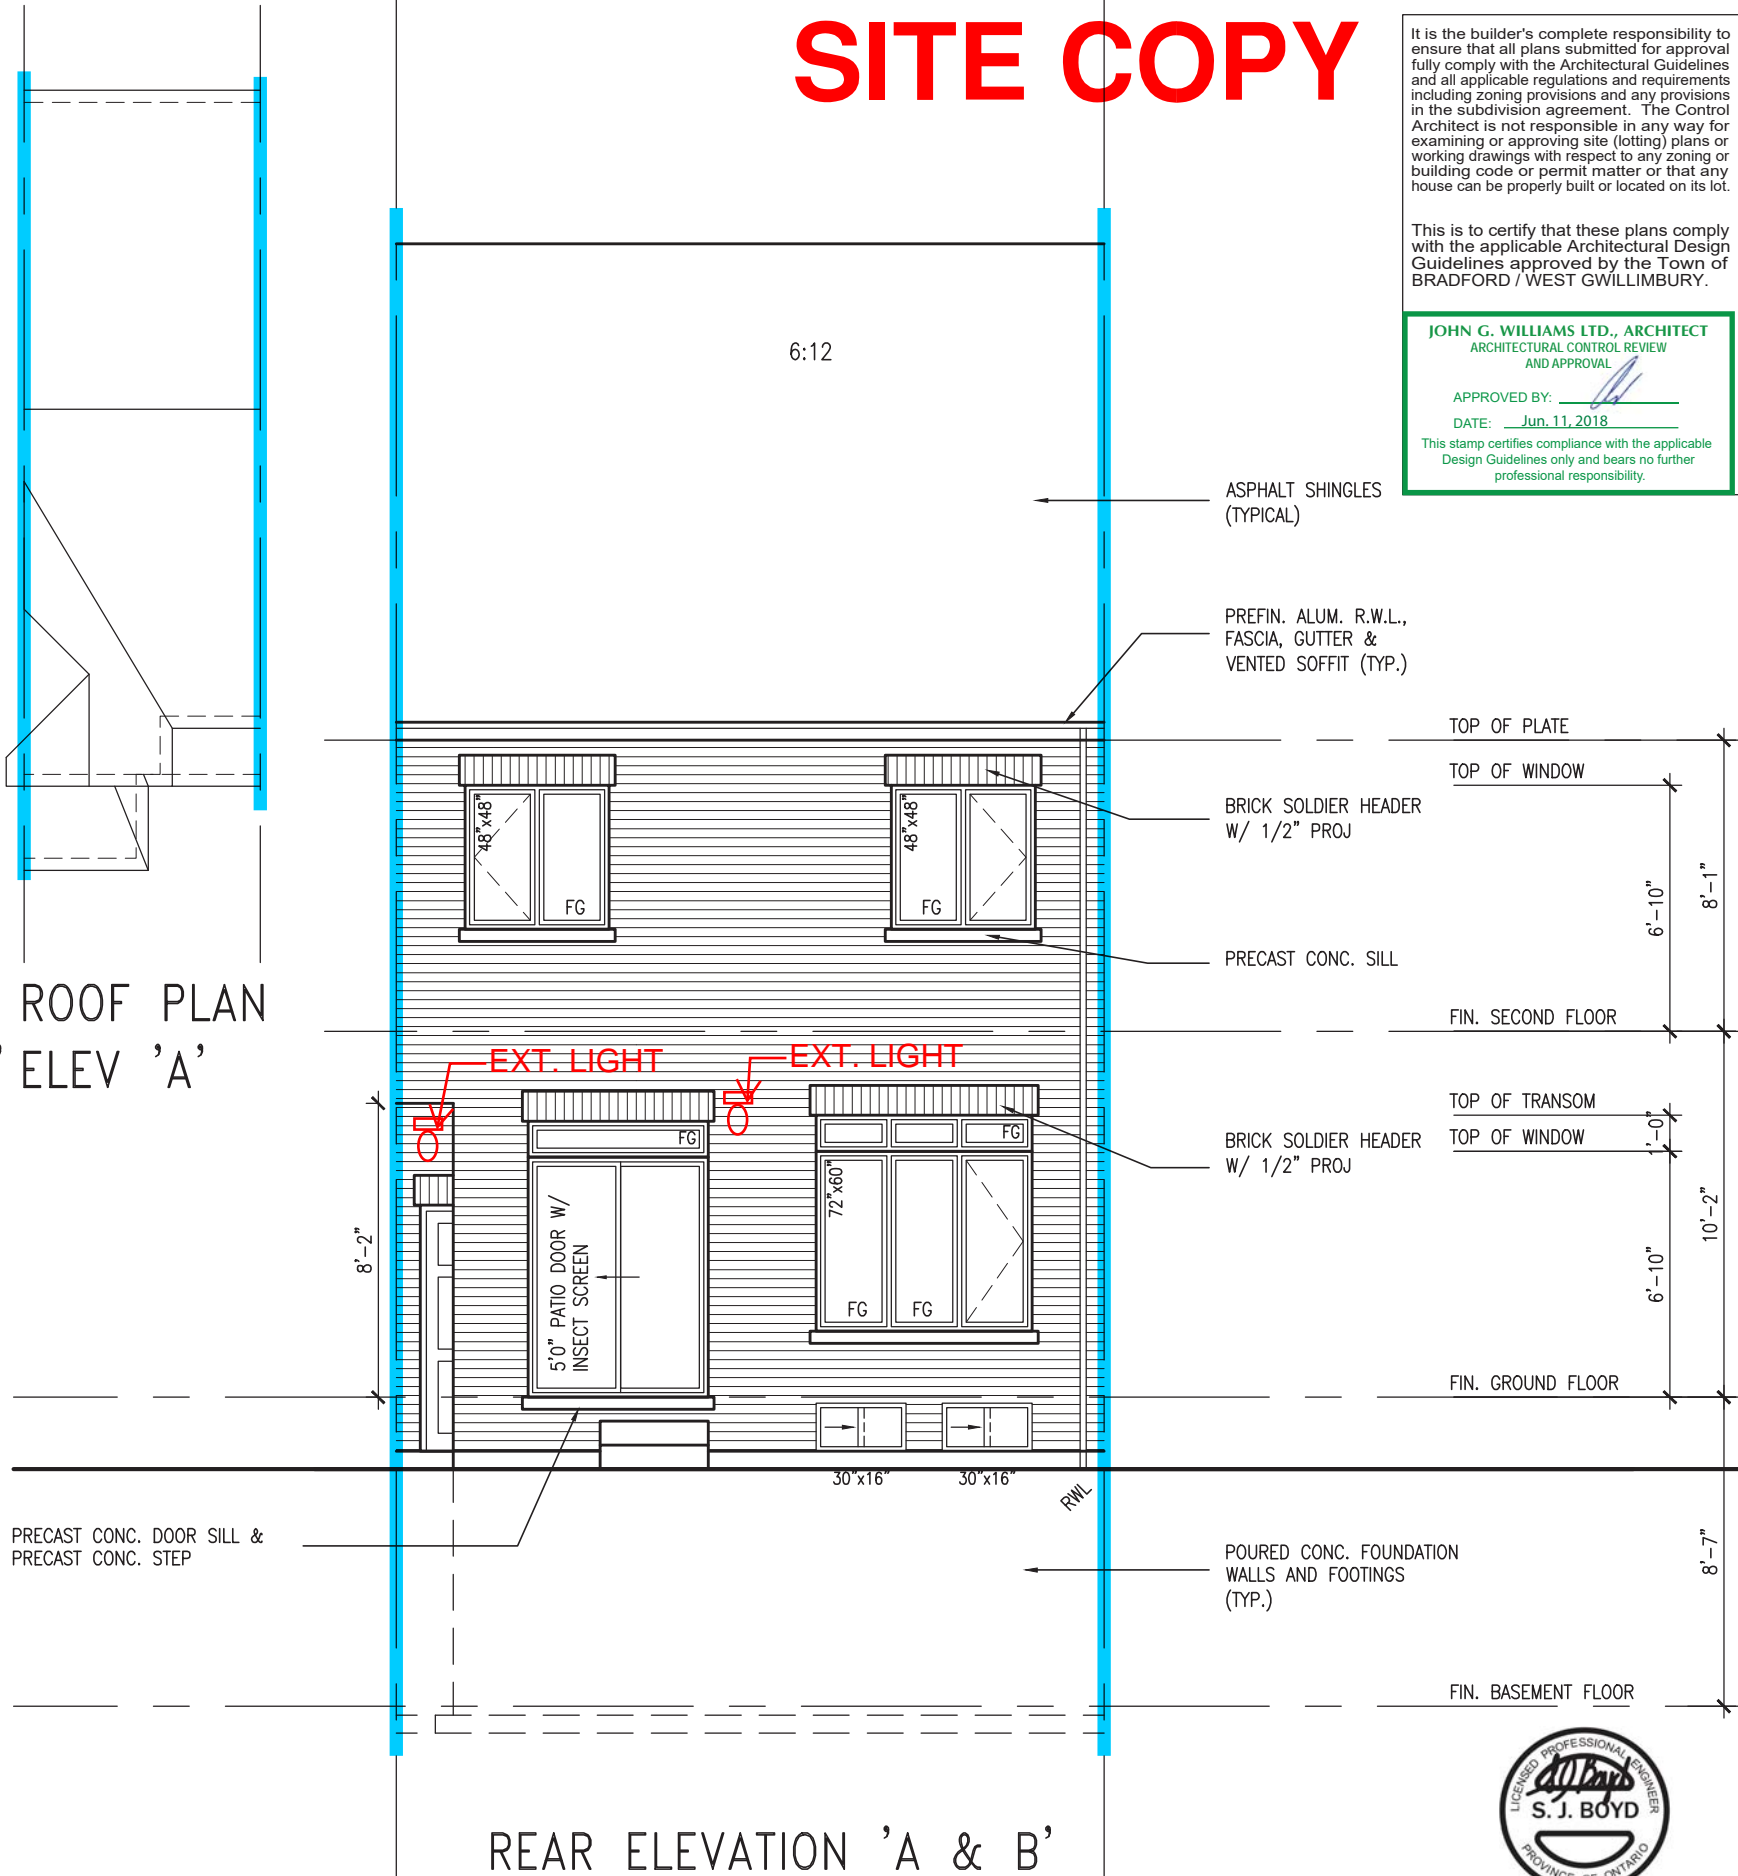 SITE COPY
It is the builder's complete responsibility to
ensure that all plans submitted for approval
fully comply with the Architectural Guidelines
and all applicable regulations and requirements
including zoning provisions and any provisions
in the subdivision agreement. The Control
Architect is not responsible in any way for
examining or approving site (lotting) plans or
working drawings with respect to any zoning or
building code or permit matter or that any
house can be properly built or located on its lot.
This is to certify that these plans comply
with the applicable Architectural Design
Guidelines approved by the Town of
BRADFORD / WEST GWILLIMBURY.
JOHN G. WILLIAMS LTD., ARCHITECT
ARCHITECTURAL CONTROL REVIEW
AND APPROVAL
APPROVED BY:
DATE: Jun. 11, 2018
This stamp certifies compliance with the applicable
Design Guidelines only and bears no further
professional responsibility.
6:12
ASPHALT SHINGLES
(TYPICAL)
PREFIN. ALUM. R.W.L.,
FASCIA, GUTTER &
VENTED SOFFIT (TYP.)
TOP OF PLATE
TOP OF WINDOW
BRICK SOLDIER HEADER
W/ 1/2" PROJ
48"x48"
FG
48"x48"
FG
6'-10"
8'-1"
PRECAST CONC. SILL
FIN. SECOND FLOOR
ROOF PLAN
' ELEV 'A'
EXT. LIGHT
EXT. LIGHT
TOP OF TRANSOM
TOP OF WINDOW
1'-0"
BRICK SOLDIER HEADER
W/ 1/2" PROJ
FG
FG
72"x60"
FG
FG
5'0" PATIO DOOR W/
INSECT SCREEN
8'-2"
6'-10"
10'-2"
FIN. GROUND FLOOR
30"x16"
30"x16"
RWL
PRECAST CONC. DOOR SILL &
PRECAST CONC. STEP
POURED CONC. FOUNDATION
WALLS AND FOOTINGS
(TYP.)
8'-7"
FIN. BASEMENT FLOOR
LICENSED PROFESSIONAL ENGINEER
S. J. BOYD
PROVINCE OF ONTARIO
REAR ELEVATION 'A & B'